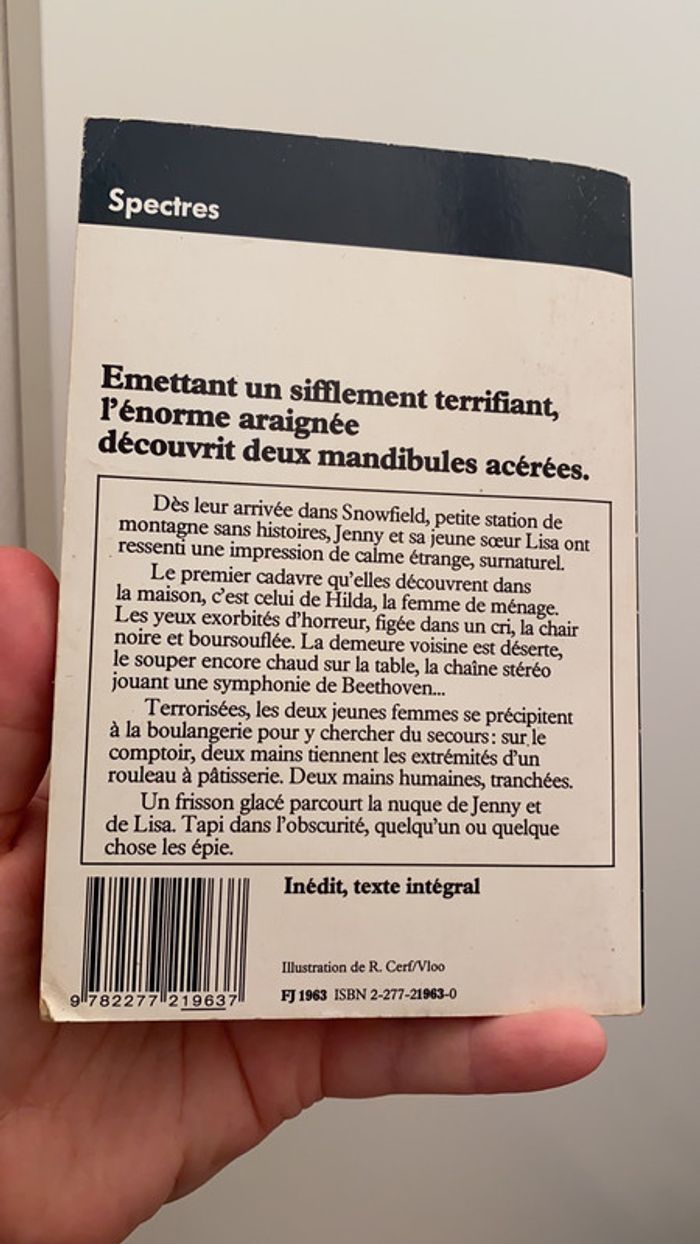 Spectres
Emettant un sifflement terrifiant,
l'énorme araignée
découvrit deux mandibules acérées.
Dès leur arrivée dans Snowfield, petite station de
montagne sans histoires, Jenny et sa jeune sœur Lisa ont
ressenti une impression de calme étrange, surnaturel.
Le premier cadavre qu'elles découvrent dans
la maison, c'est celui de Hilda, la femme de ménage.
Les yeux exorbités d'horreur, figée dans un cri, la chair
noire et boursouflée. La demeure voisine est déserte,
le souper encore chaud sur la table, la chaîne stéréo
jouant une symphonie de Beethoven...
Terrorisées, les deux jeunes femmes se précipitent
à la boulangerie pour y chercher du secours: sur le
comptoir, deux mains tiennent les extrémités d'un
rouleau à pâtisserie. Deux mains humaines, tranchées.
Un frisson glacé parcourt la nuque de Jenny et
de Lisa. Tapi dans l'obscurité, quelqu'un ou quelque
chose les épie.
Inédit, texte intégral
Illustration de R. Cerf/Vloo
9 782277 219637
FJ 1963 ISBN 2-277-21963-0